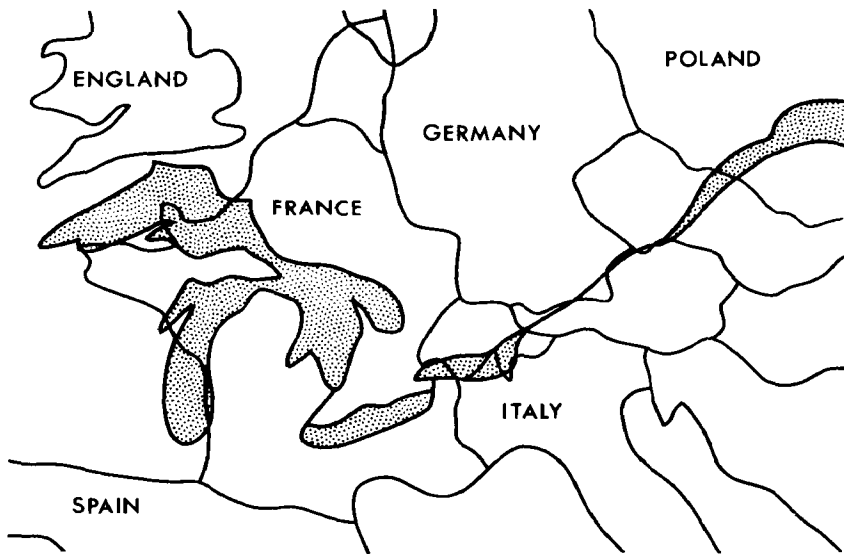 POLAND
ENGLAND
GERMANY
FRANCE
ITALY
SPAIN